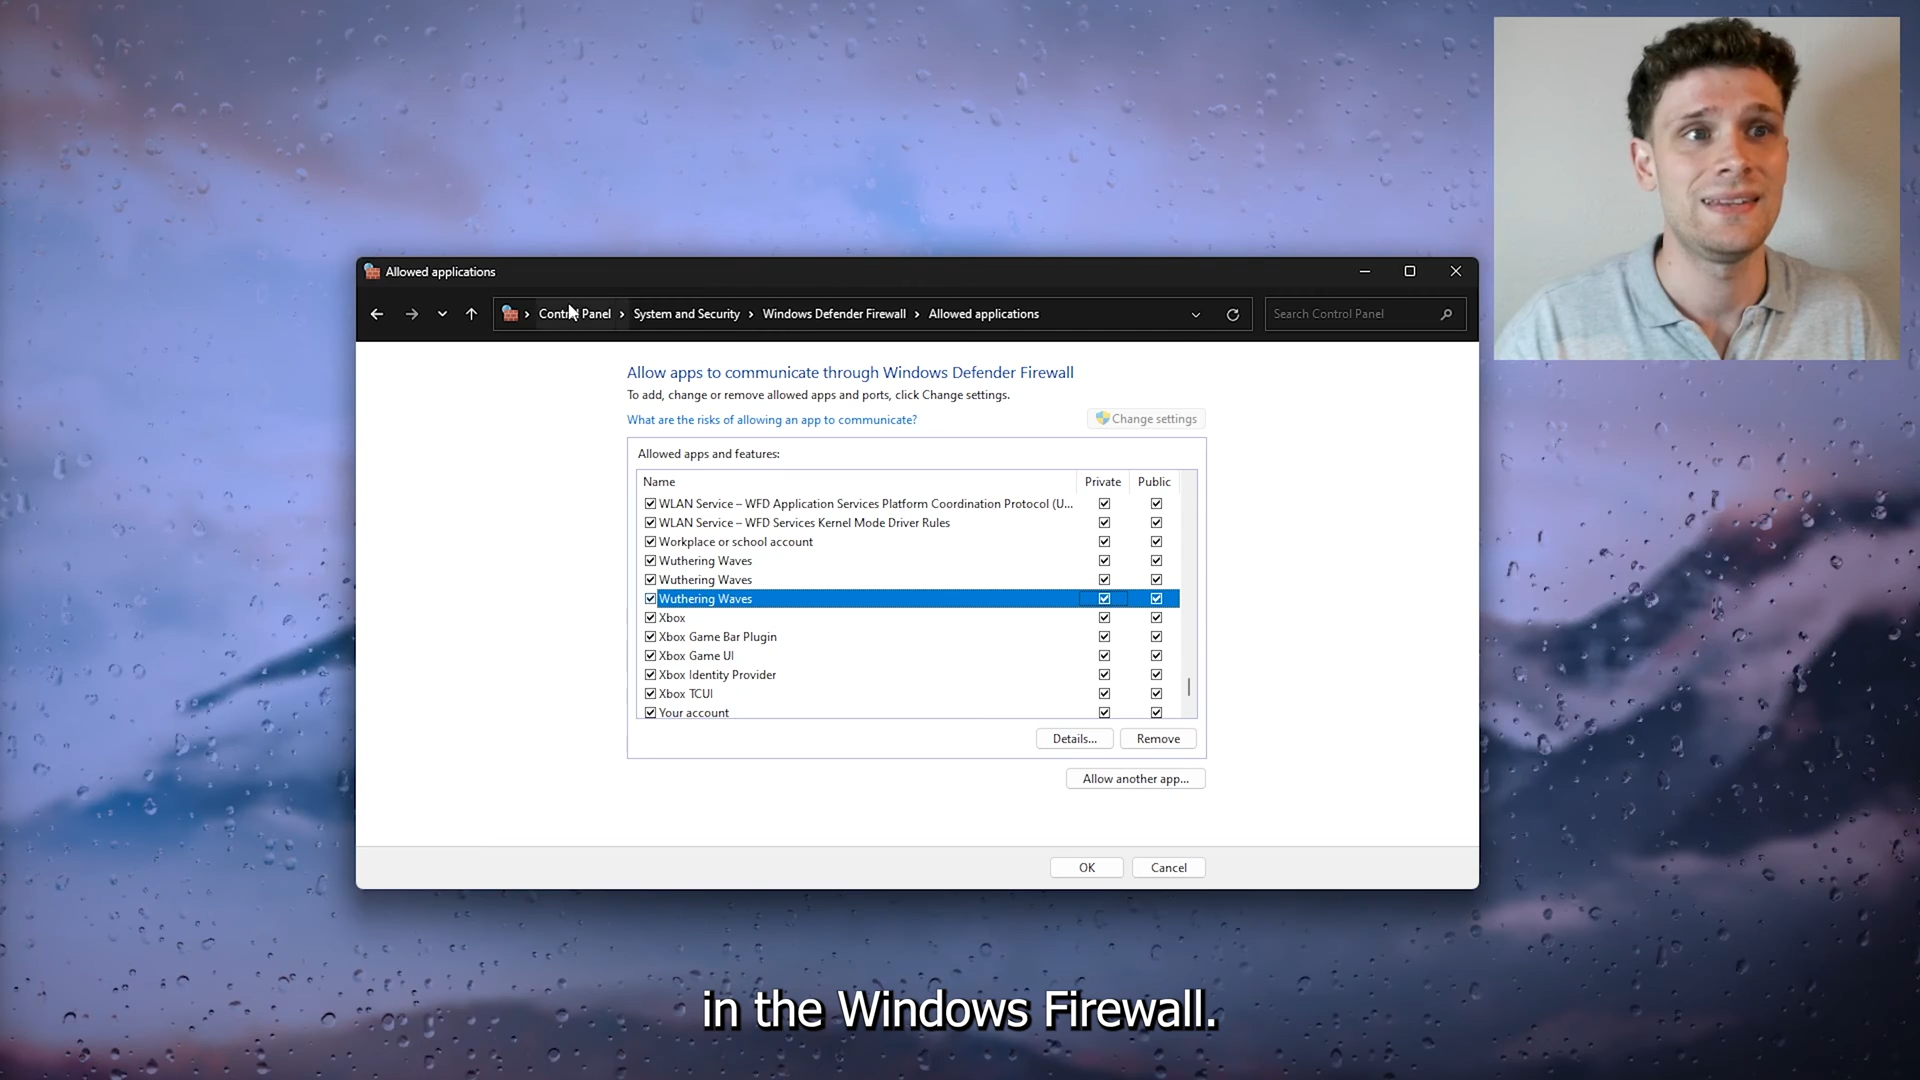 Allowed applications
Control Panel > System and Security > Windows Defender Firewall > Allowed applications
Search Control Panel
Allow apps to communicate through Windows Defender Firewall
To add, change or remove allowed apps and ports, click Change settings.
What are the risks of allowing an app to communicate?
Change settings
Allowed apps and features:
Name Private Public
WLAN Service – WFD Application Services Platform Coordination Protocol (U...
WLAN Service – WFD Services Kernel Mode Driver Rules
Workplace or school account
Wuthering Waves
Wuthering Waves
Wuthering Waves
Xbox
Xbox Game Bar Plugin
Xbox Game UI
Xbox Identity Provider
Xbox TCUI
Your account
Details... Remove
Allow another app...
OK Cancel
in the Windows Firewall.